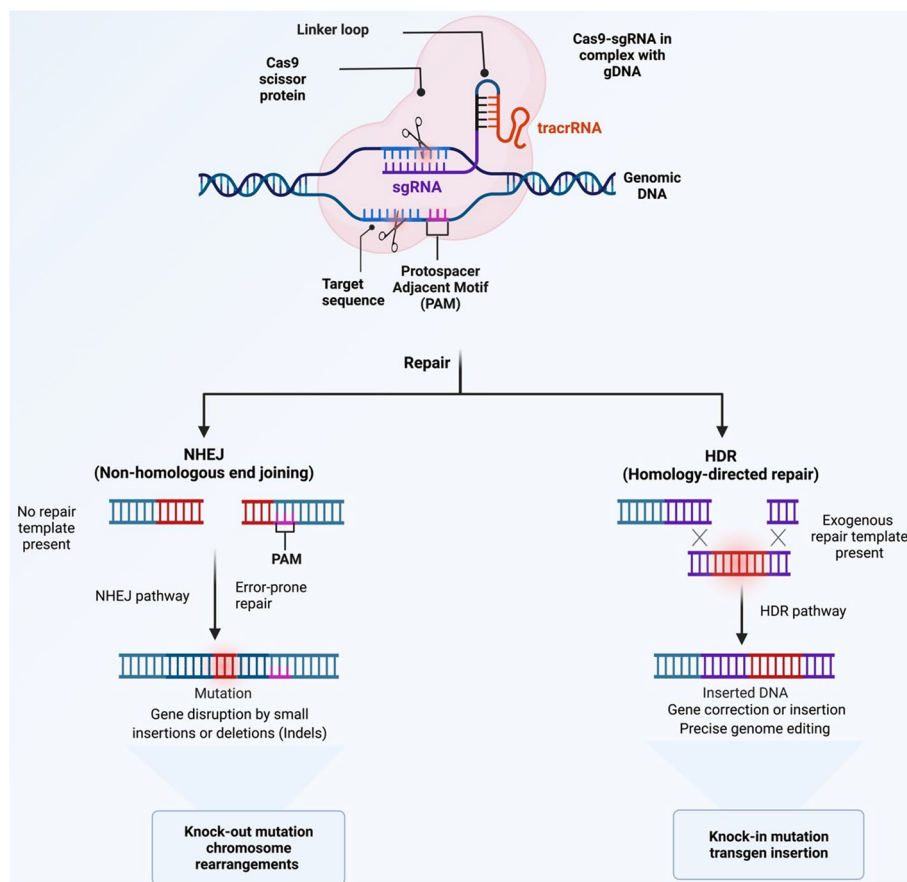 Linker loop
Cas9
scissor
protein
Cas9-sgRNA in
complex with
gDNA
tracrRNA
sgRNA
Genomic
DNA
Target
sequence
Protospacer
Adjacent Motif
(PAM)
Repair
NHEJ
(Non-homologous end joining)
No repair
template
present
PAM
NHEJ pathway
Error-prone
repair
Mutation
Gene disruption by small
insertions or deletions (Indels)
Knock-out mutation
chromosome
rearrangements
HDR
(Homology-directed repair)
Exogenous
repair template
present
HDR pathway
Inserted DNA
Gene correction or insertion
Precise genome editing
Knock-in mutation
transgen insertion